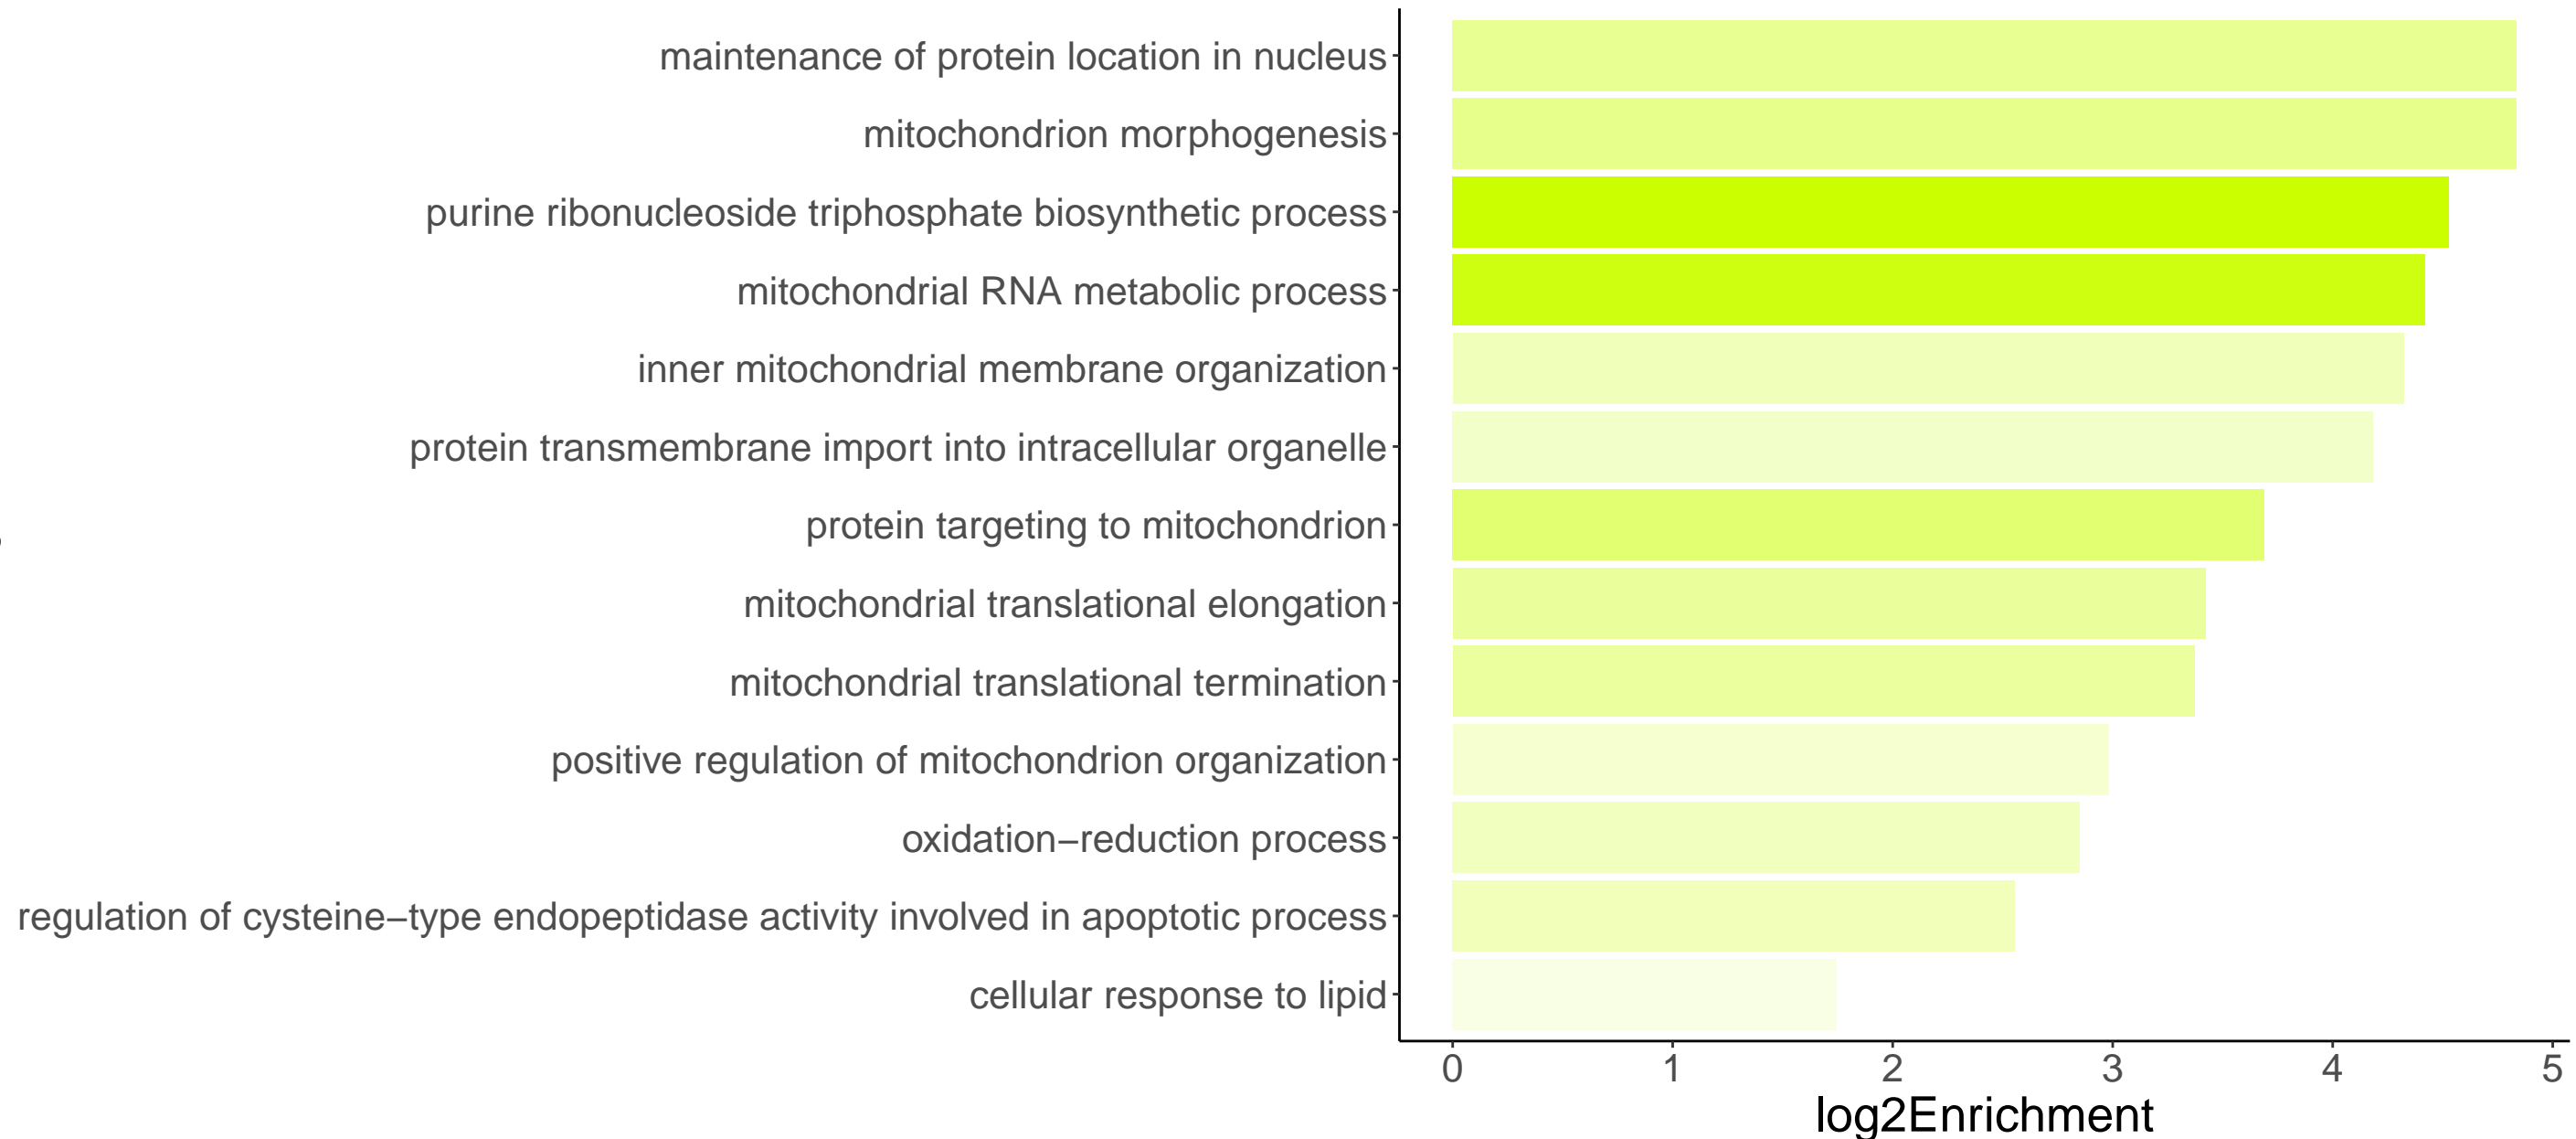 maintenance of protein location in nucleus
mitochondrion morphogenesis
purine ribonucleoside triphosphate biosynthetic process
mitochondrial RNA metabolic process
inner mitochondrial membrane organization
protein transmembrane import into intracellular organelle
protein targeting to mitochondrion
mitochondrial translational elongation
mitochondrial translational termination
positive regulation of mitochondrion organization
oxidation−reduction process
regulation of cysteine−type endopeptidase activity involved in apoptotic process
cellular response to lipid
0 1 2 3 4 5
log2Enrichment